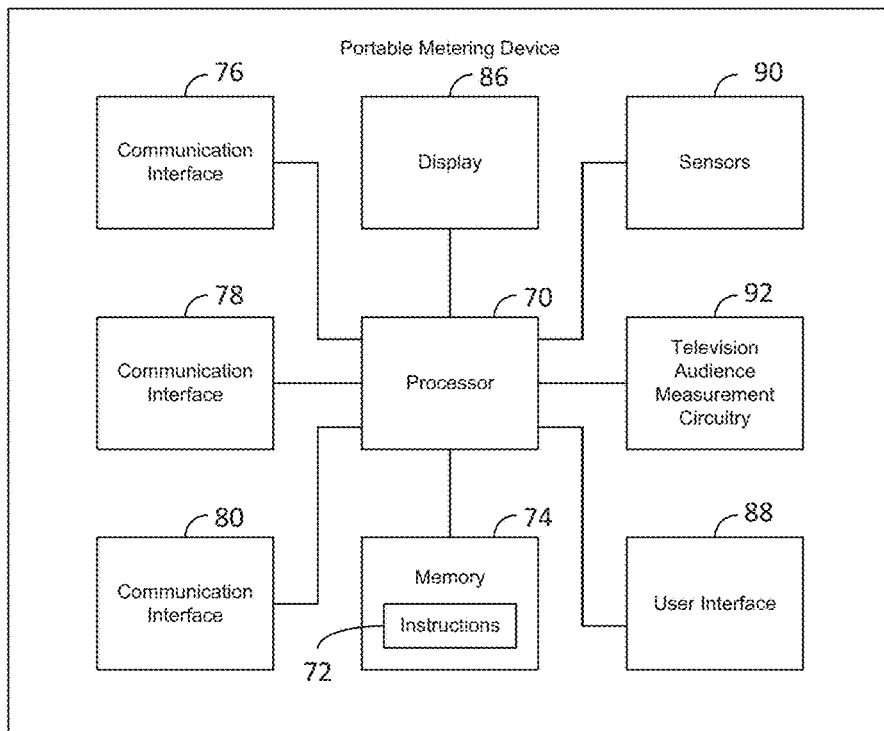 Portable Metering Device
76
86
90
Communication
Interface
Display
Sensors
78
70
92
Communication
Interface
Processor
Television
Audience
Measurement
Circuitry
80
74
88
Communication
Interface
Memory
Instructions
User Interface
72